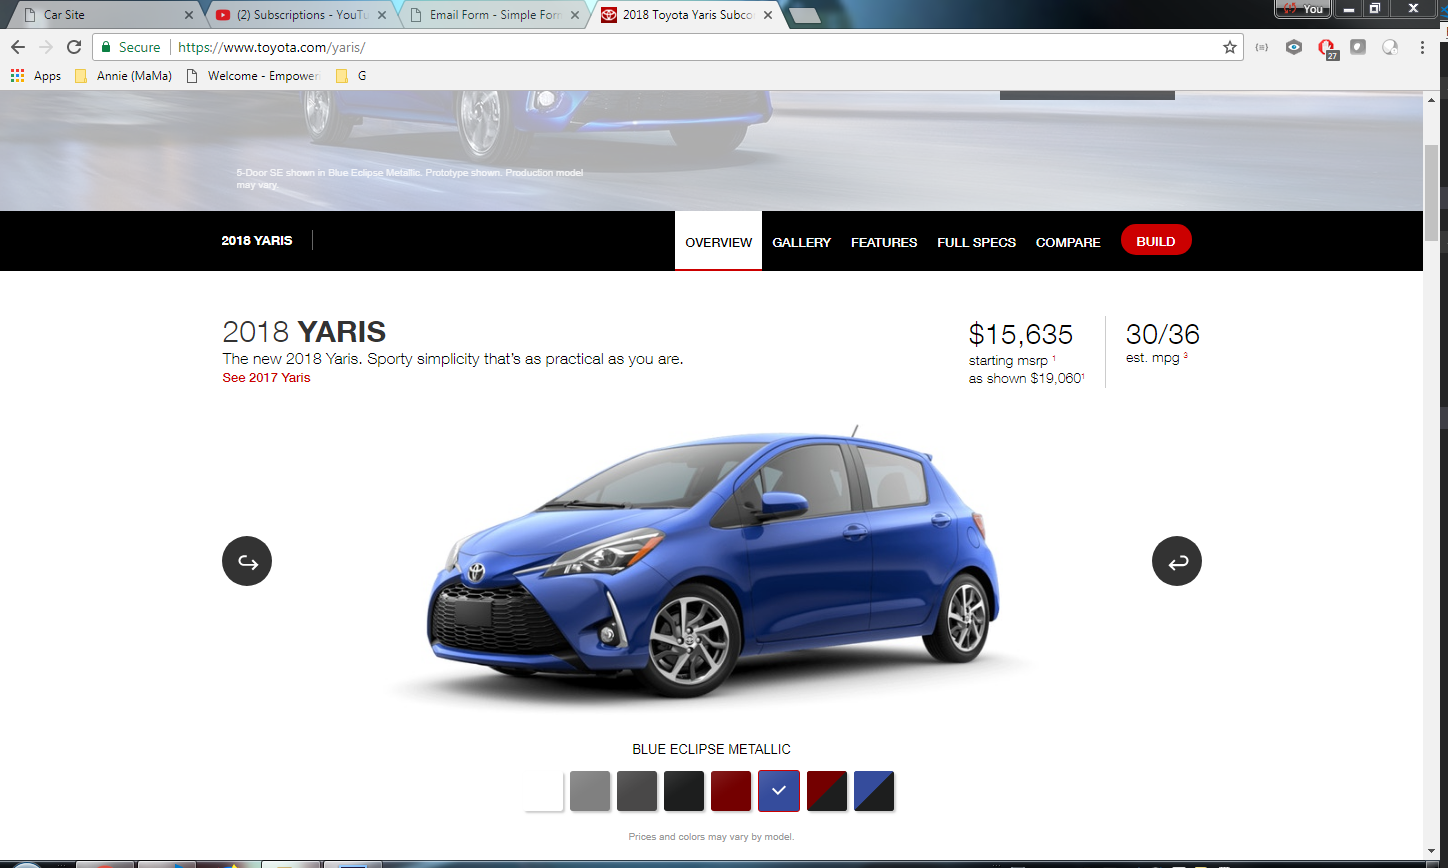 Car Site
(2) Subscriptions - YouTu
Email Form - Simple Form
2018 Toyota Yaris Subco
You
Secure
https://www.toyota.com/yaris/
27
Apps
Annie (MaMa)
Welcome - Empower
G
5-Door SE shown in Blue Eclipse Metallic. Prototype shown. Production model
may vary.
2018 YARIS
OVERVIEW
GALLERY
FEATURES
FULL SPECS
COMPARE
BUILD
2018 YARIS
The new 2018 Yaris. Sporty simplicity that's as practical as you are.
See 2017 Yaris
$15,635
starting msrp 1
as shown $19,0601
30/36
est. mpg 3
BLUE ECLIPSE METALLIC
Prices and colors may vary by model.